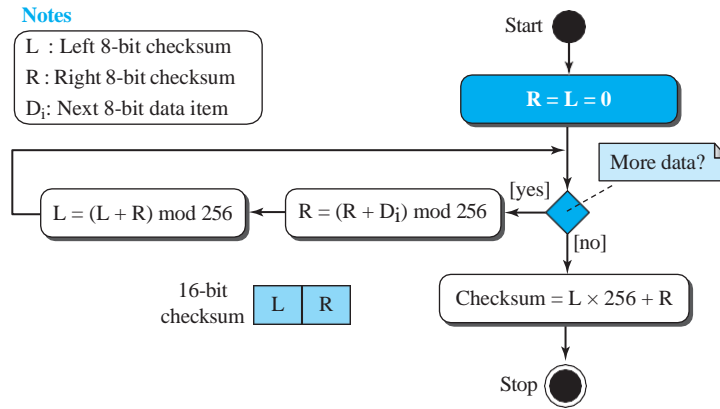 Notes
L : Left 8-bit checksum
R : Right 8-bit checksum
Di: Next 8-bit data item
Start
R = L = 0
More data?
[yes]
L = (L + R) mod 256
R = (R + Di) mod 256
[no]
16-bit
checksum
L
R
Checksum = L × 256 + R
Stop